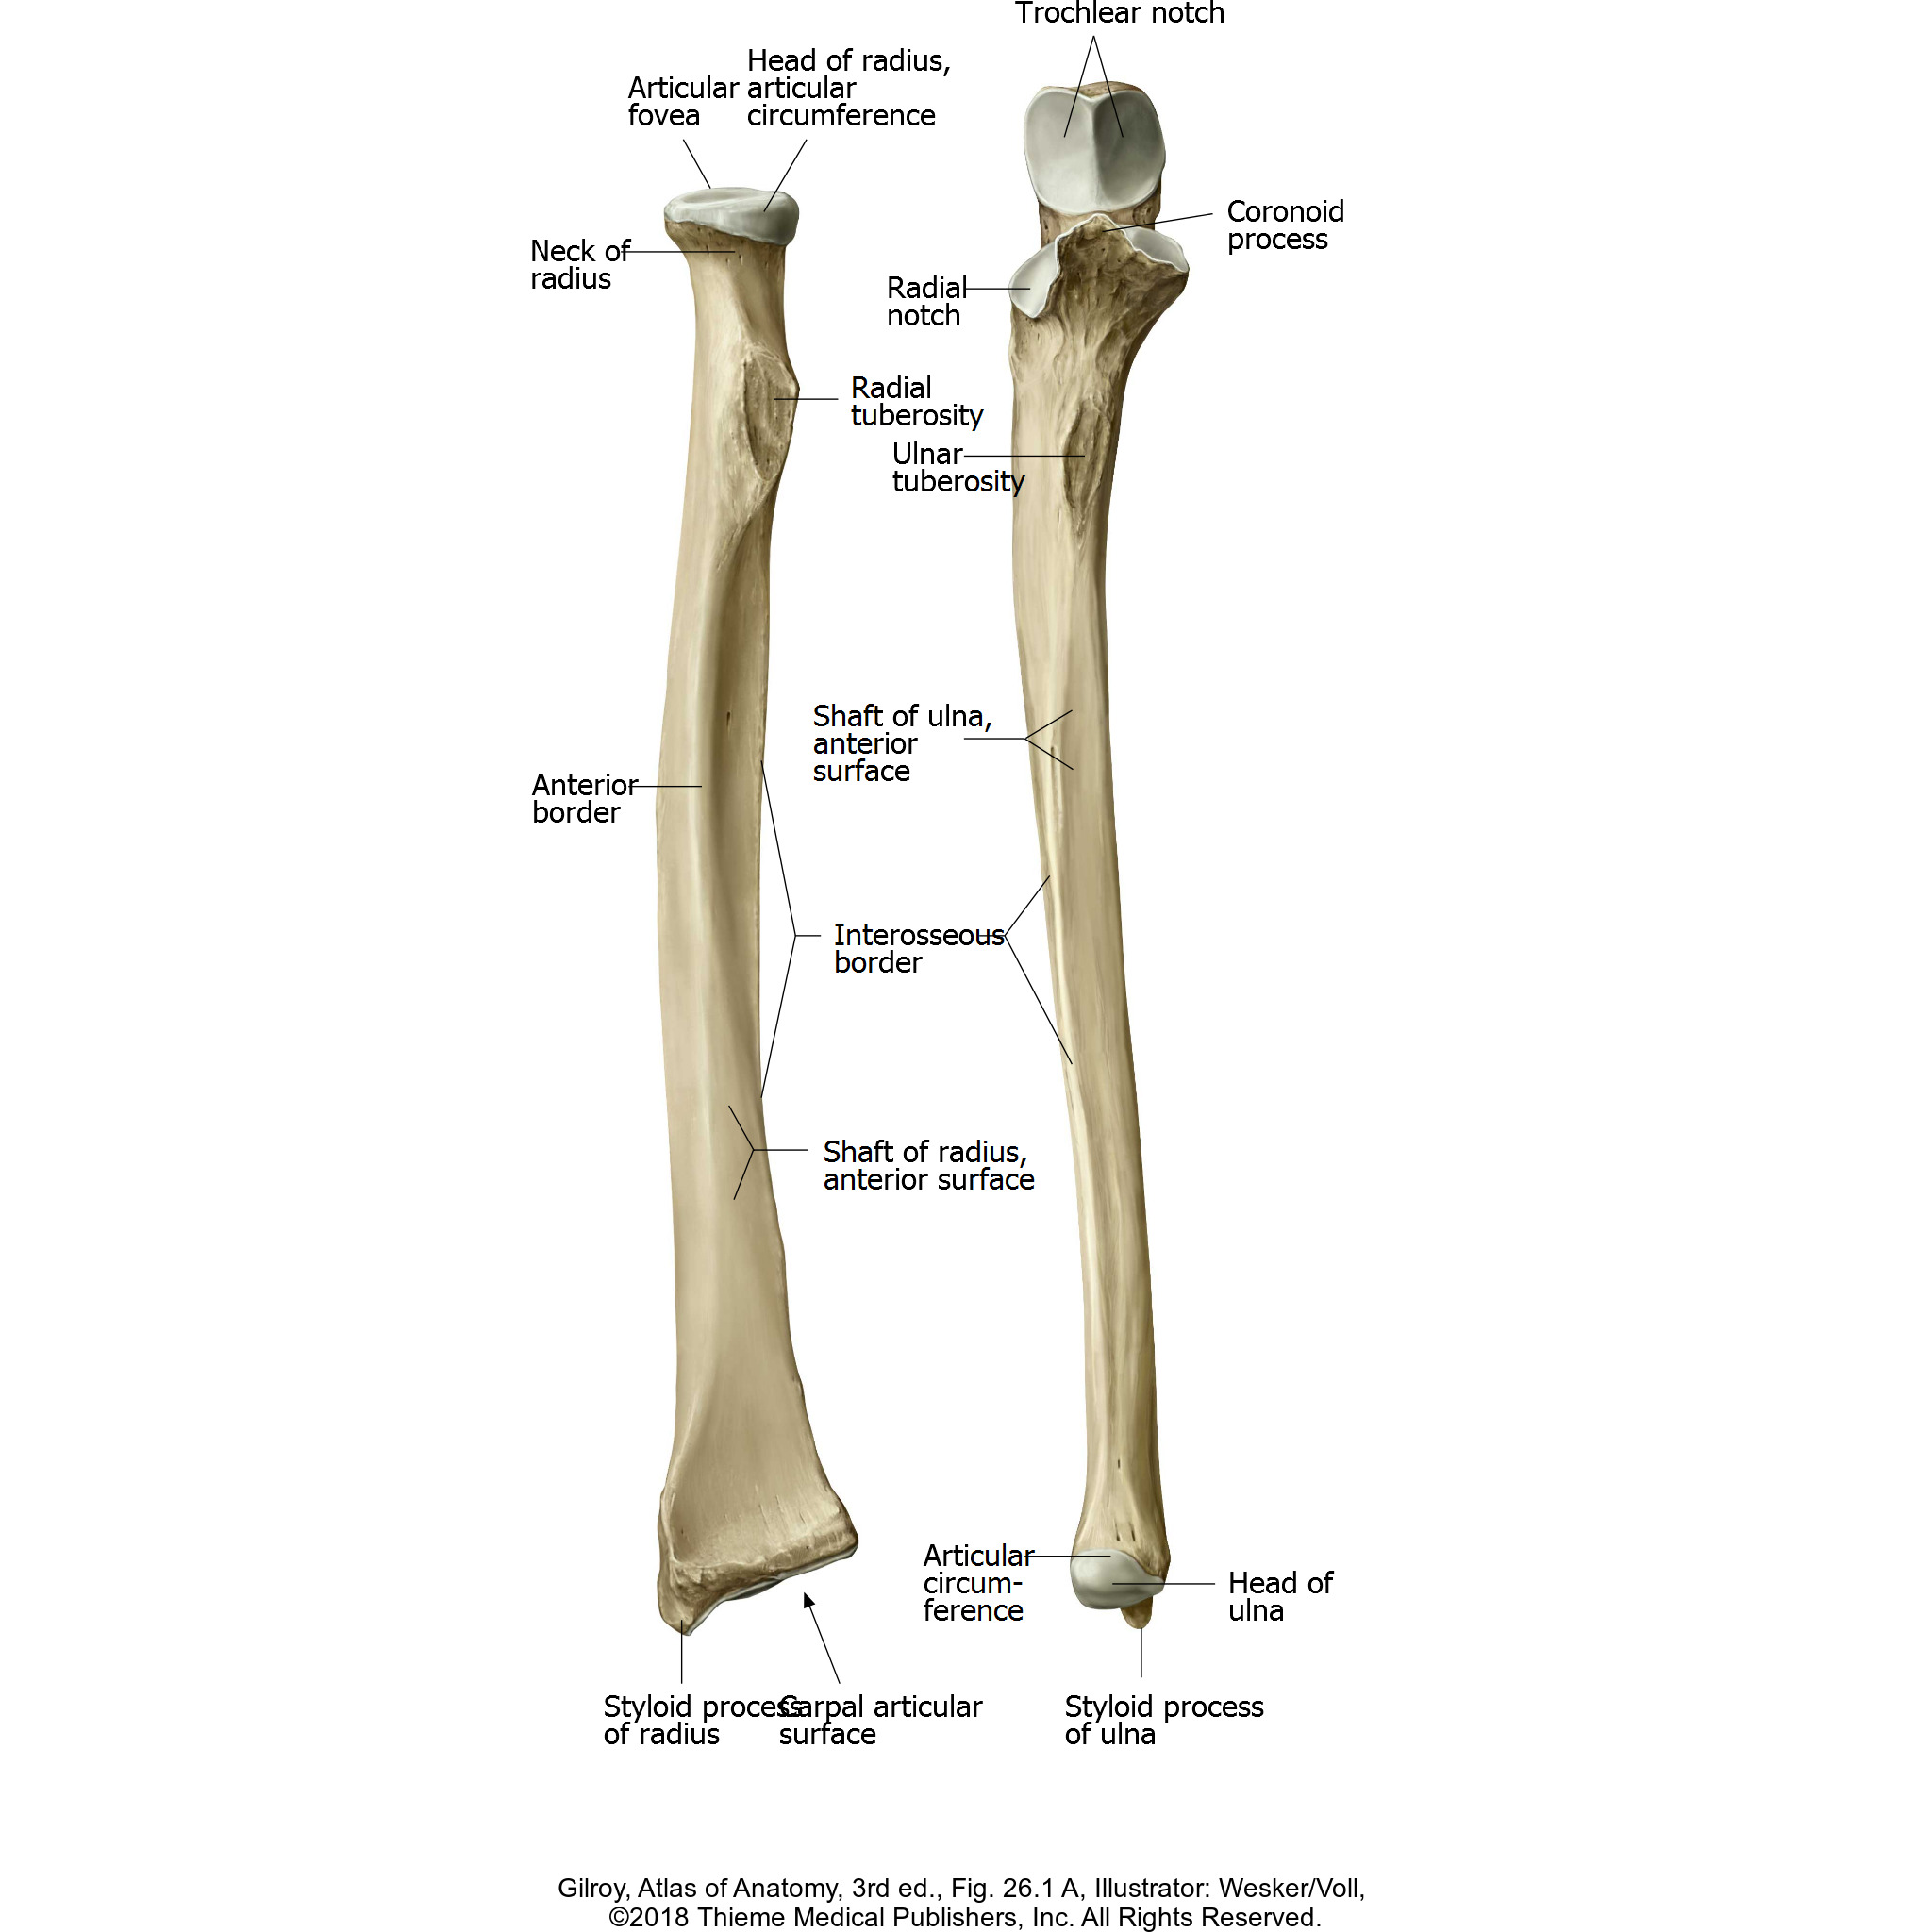 Trochlear notch
Head of radius,
articular
circumference
Articular
fovea
Coronoid
process
Neck of
radius
Radial
notch
Radial
tuberosity
Ulnar
tuberosity
Shaft of ulna,
anterior
surface
Anterior
border
Interosseous
border
Shaft of radius,
anterior surface
Articular
circum-
ference
Head of
ulna
Styloid process
of radius
Carpal articular
surface
Styloid process
of ulna
Gilroy, Atlas of Anatomy, 3rd ed., Fig. 26.1 A, Illustrator: Wesker/Voll,
©2018 Thieme Medical Publishers, Inc. All Rights Reserved.